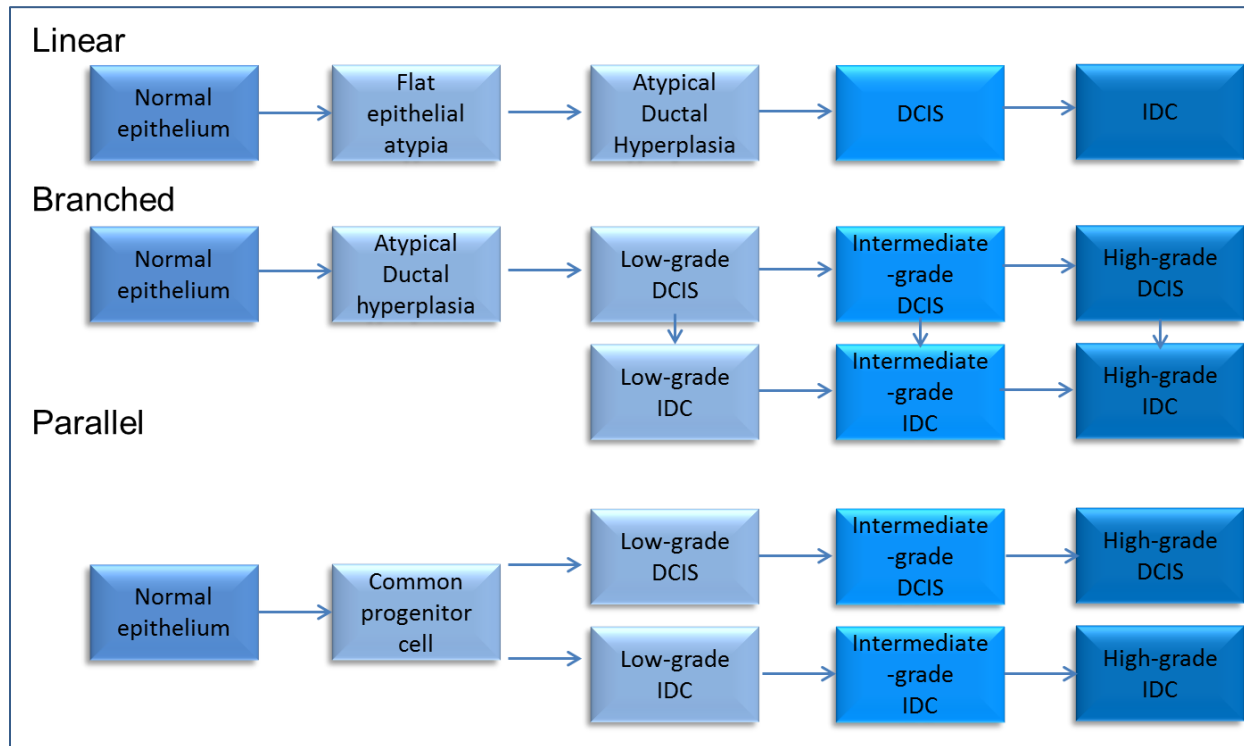 Linear
Normal
epithelium
Flat
epithelial
atypia
Atypical
Ductal
Hyperplasia
DCIS
IDC
Branched
Normal
epithelium
Atypical
Ductal
hyperplasia
Low-grade
DCIS
Intermediate
-grade
DCIS
High-grade
DCIS
Low-grade
IDC
Intermediate
-grade
IDC
High-grade
IDC
Parallel
Normal
epithelium
Common
progenitor
cell
Low-grade
DCIS
Intermediate
-grade
DCIS
High-grade
DCIS
Low-grade
IDC
Intermediate
-grade
IDC
High-grade
IDC